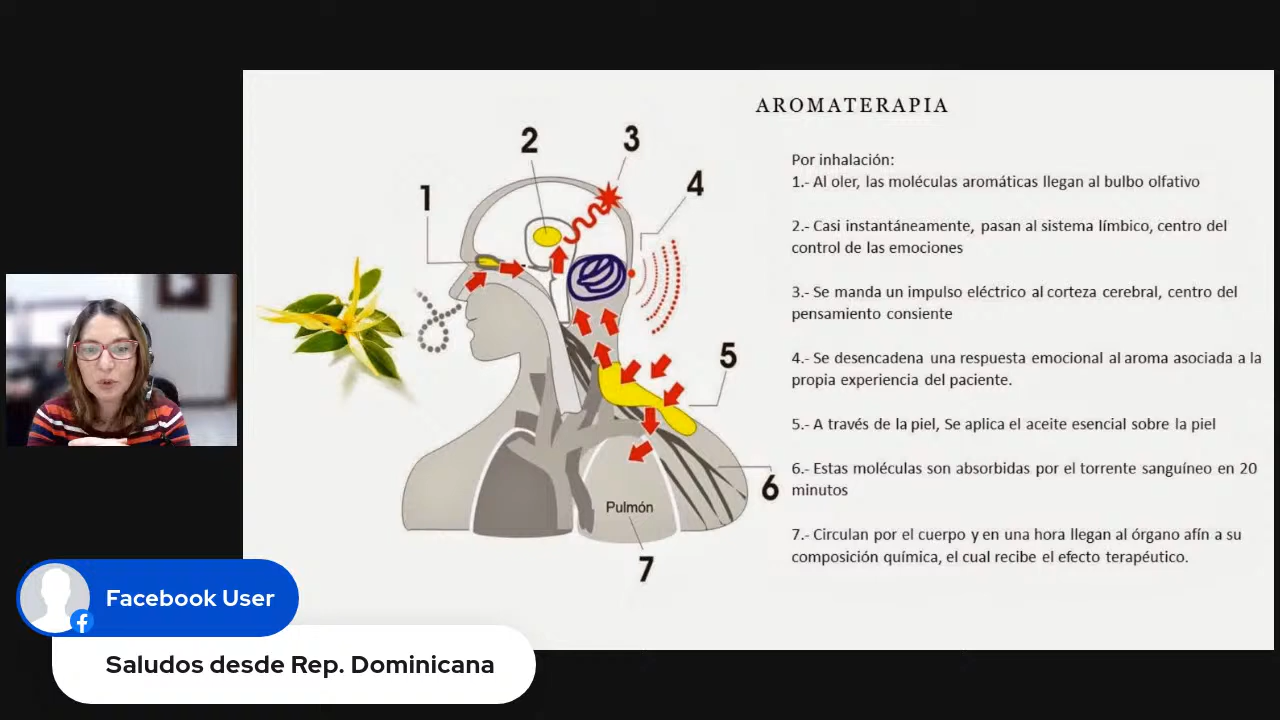 AROMATERAPIA
2
3
1
4
5
6
7
Pulmón
Por inhalación:
1.- Al oler, las moléculas aromáticas llegan al bulbo olfativo
2.- Casi instantáneamente, pasan al sistema límbico, centro del
control de las emociones
3.- Se manda un impulso eléctrico al corteza cerebral, centro del
pensamiento consiente
4.- Se desencadena una respuesta emocional al aroma asociada a la
propia experiencia del paciente.
5.- A través de la piel, Se aplica el aceite esencial sobre la piel
6.- Estas moléculas son absorbidas por el torrente sanguíneo en 20
minutos
7.- Circulan por el cuerpo y en una hora llegan al órgano afín a su
composición química, el cual recibe el efecto terapéutico.
Facebook User
Saludos desde Rep. Dominicana